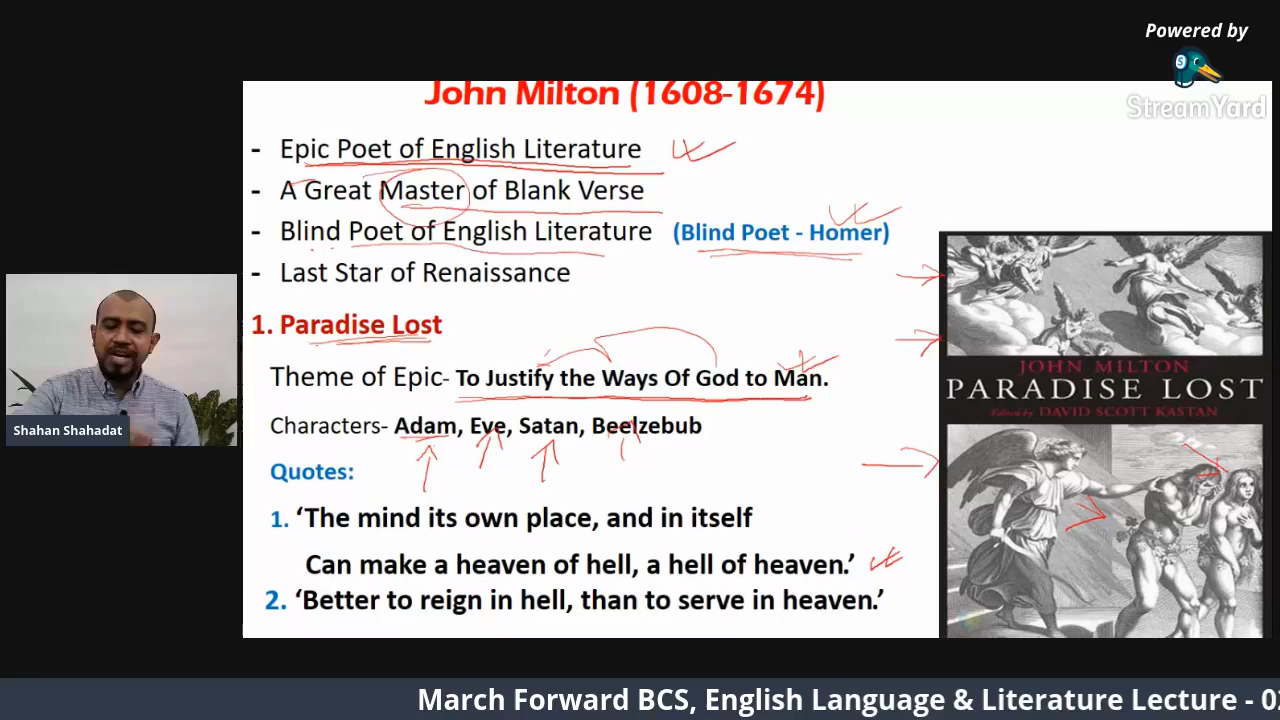 Powered by
StreamYard
John Milton (1608-1674)
- Epic Poet of English Literature
- A Great Master of Blank Verse
- Blind Poet of English Literature (Blind Poet - Homer)
- Last Star of Renaissance
1. Paradise Lost
Theme of Epic- To Justify the Ways Of God to Man.
Characters- Adam, Eve, Satan, Beelzebub
Quotes:
1. ‘The mind its own place, and in itself
Can make a heaven of hell, a hell of heaven.’
2. ‘Better to reign in hell, than to serve in heaven.’
JOHN MILTON
PARADISE LOST
Edited by DAVID SCOTT KASTAN
Shahan Shahadat
March Forward BCS, English Language & Literature Lecture - 02